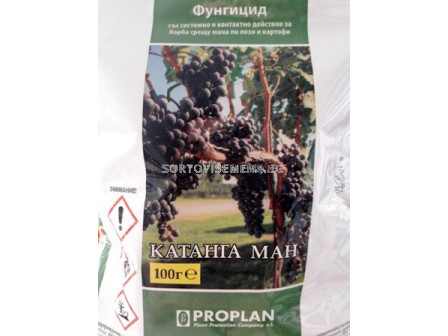 Фунгицид
със системно и контактно действие за
борба срещу мана по лози и картофи
SORTOVISEMENA.BG
ВНИМАНИЕ!
КАТАНГА МАН
100г e
PROPLAN
Plant Protection Company s.l.